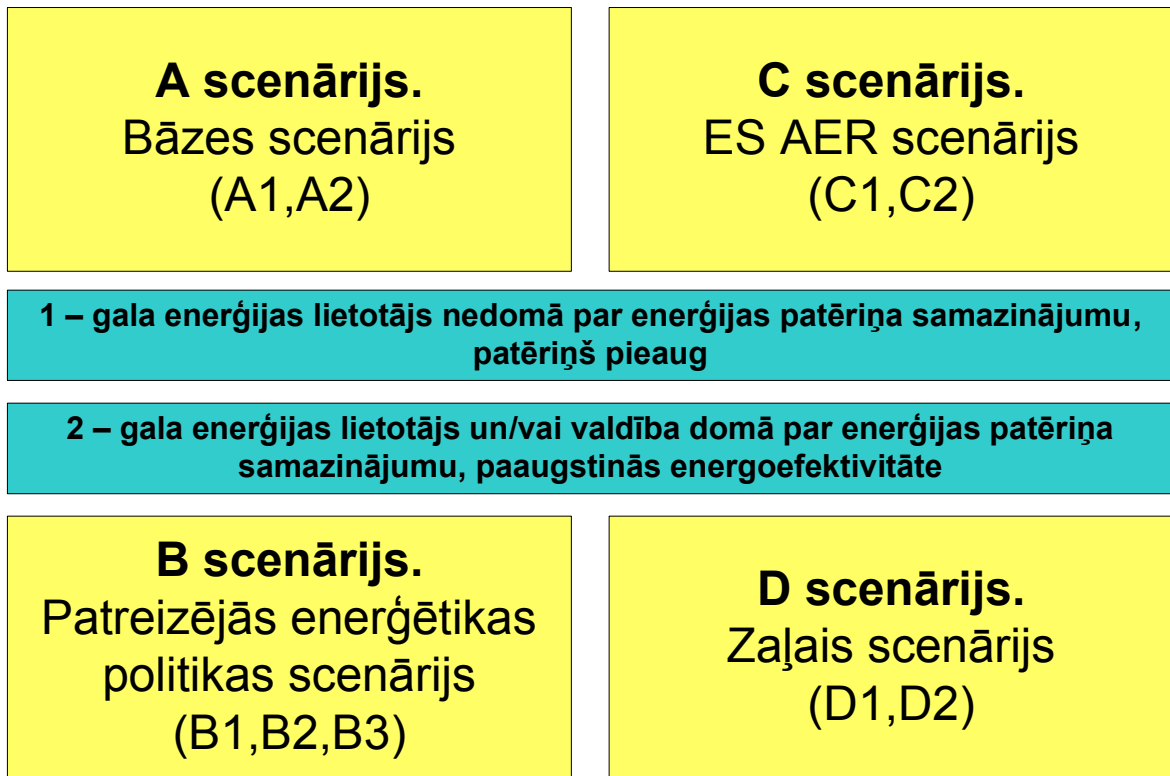 A scenārijs.
Bāzes scenārijs
(A1,A2)
C scenārijs.
ES AER scenārijs
(C1,C2)
1 – gala enerģijas lietotājs nedomā par enerģijas patēriņa samazinājumu,
patēriņš pieaug
2 – gala enerģijas lietotājs un/vai valdība domā par enerģijas patēriņa
samazinājumu, paaugstinās energoefektivitāte
B scenārijs.
Patreizējās enerģētikas
politikas scenārijs
(B1,B2,B3)
D scenārijs.
Zaļais scenārijs
(D1,D2)